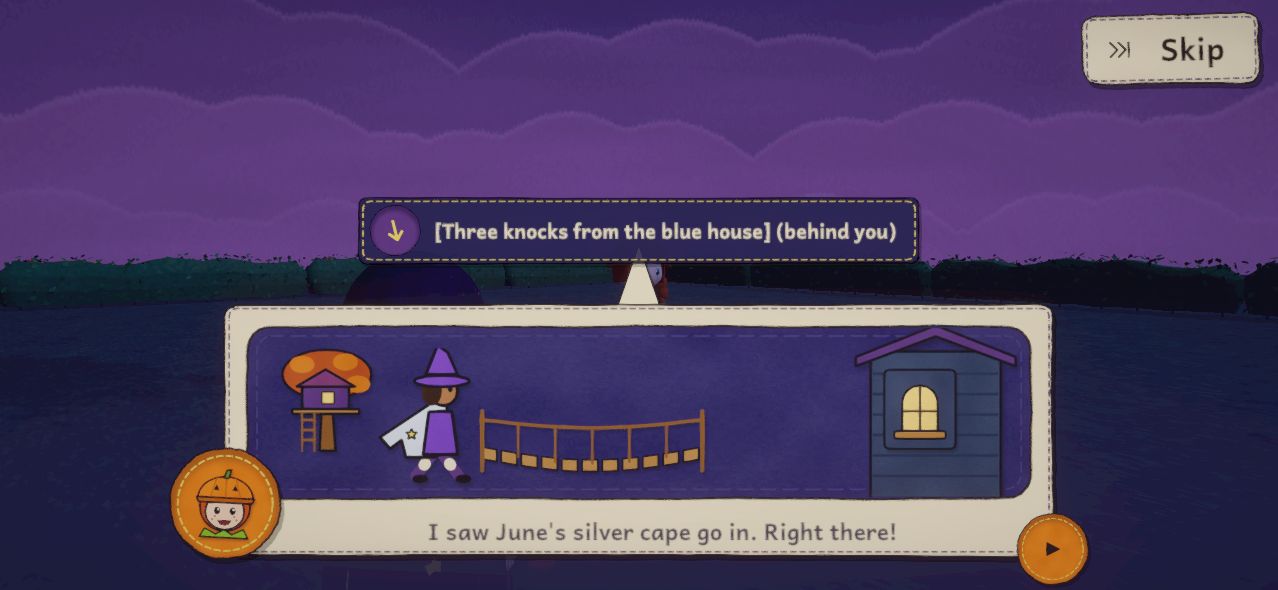 Skip
[Three knocks from the blue house] (behind you)
I saw June's silver cape go in. Right there!